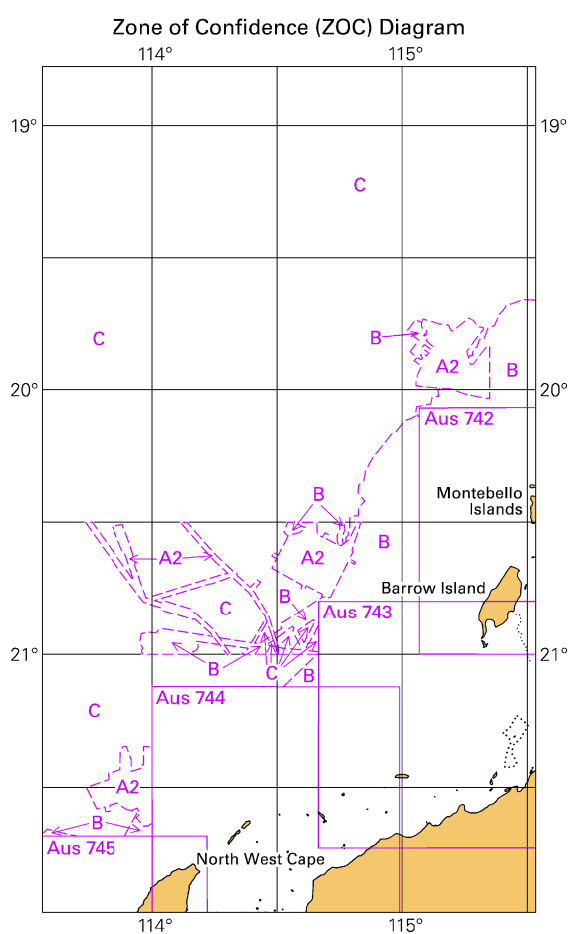 Zone of Confidence (ZOC) Diagram
114° 115°
19° 19°
C
C
B
A2 B
20° 20°
Aus 742
B
Montebello
Islands
B
A2 A2
Barrow Island
B
C Aus 743
21° 21°
B C B
Aus 744
C
A2
B
Aus 745
North West Cape
114° 115°